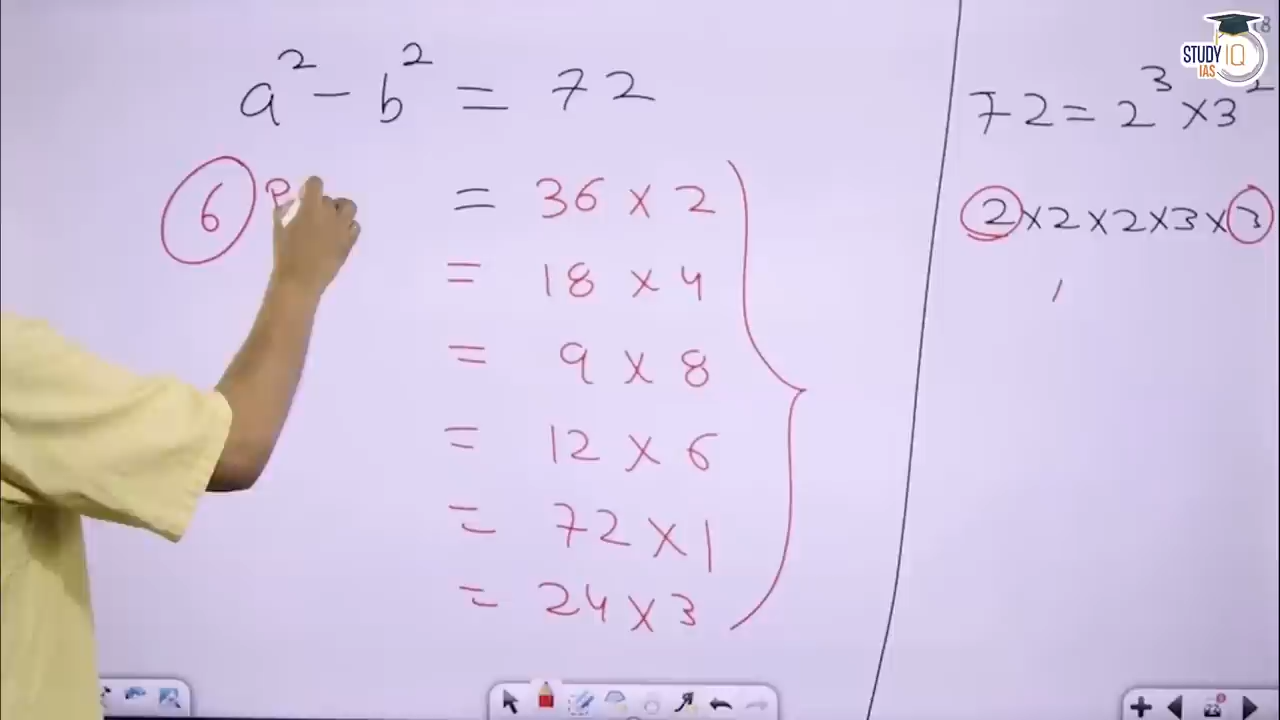 a² - b² = 72
6 P
= 36 × 2
= 18 × 4
= 9 × 8
= 12 × 6
= 72 × 1
= 24 × 3
72 = 2³ × 3²
2 × 2 × 2 × 3 × 3
STUDY IQ
IAS